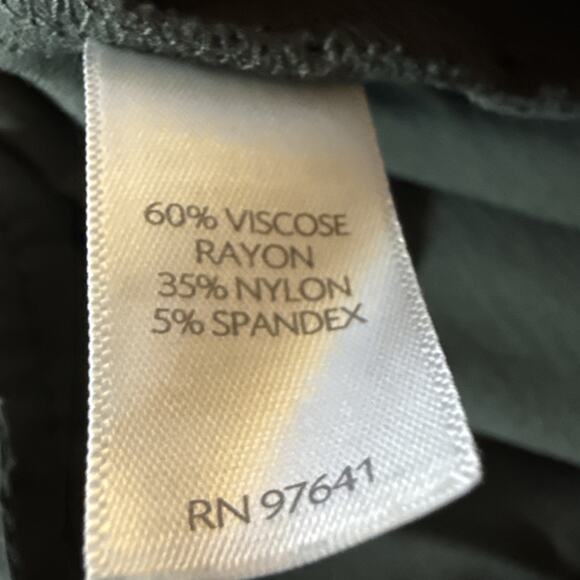 60% VISCOSE
RAYON
35% NYLON
5% SPANDEX
RN 97641